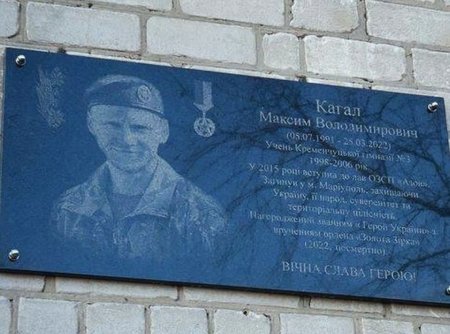 Кагал
Максим Володимирович
(05.07.1991 - 25.03.2022)
Учень Кременчуцької гімназії №3
1998-2006 рік
У 2015 році вступив до лав ОЗСП «Азов».
Загинув у м. Маріуполь, захищаючи
Україну, її народ, суверенітет та
територіальну цілісність.
Нагороджений званням «Герой України» з
врученням ордена «Золота Зірка»
(2022, посмертно).
ВІЧНА СЛАВА ГЕРОЮ!